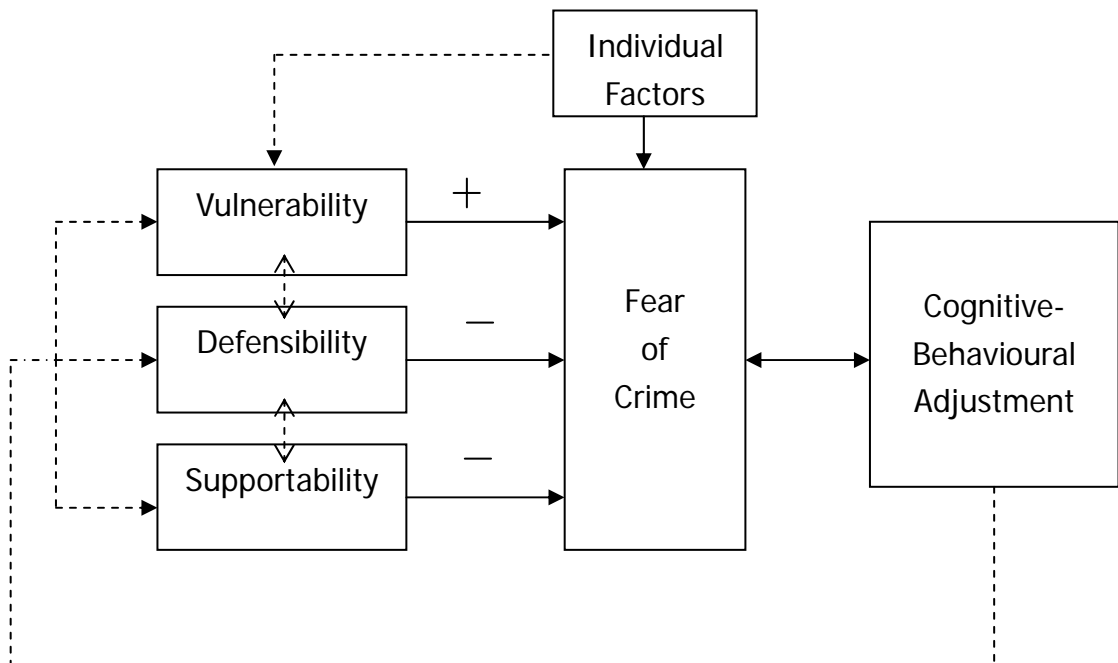 Individual
Factors
Vulnerability
+
Defensibility
−
Supportability
−
Fear
of
Crime
Cognitive-
Behavioural
Adjustment